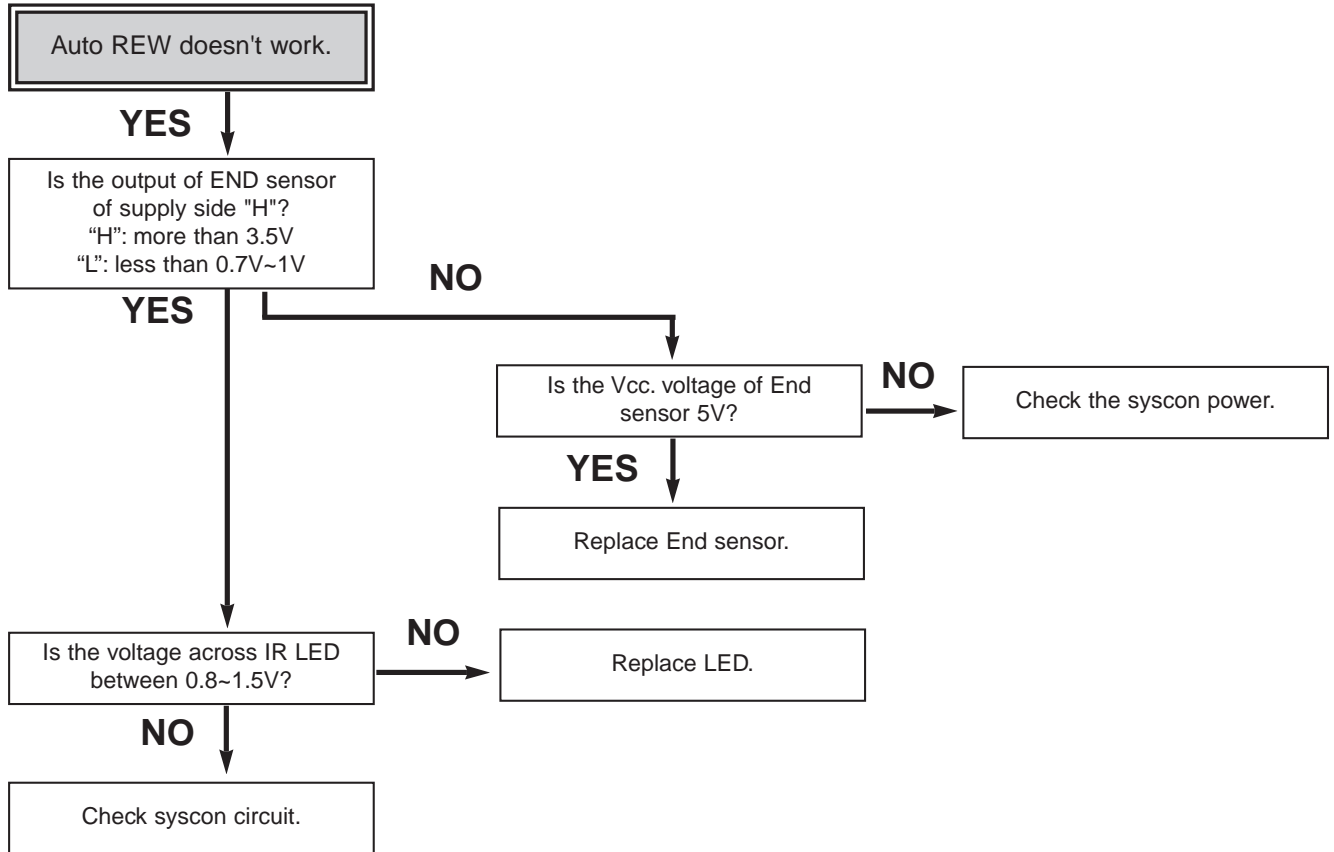 Auto REW doesn't work.
YES
Is the output of END sensor
of supply side "H"?
“H”: more than 3.5V
“L”: less than 0.7V~1V
YES
NO
Is the Vcc. voltage of End
sensor 5V?
NO
Check the syscon power.
YES
Replace End sensor.
Is the voltage across IR LED
between 0.8~1.5V?
NO
Replace LED.
NO
Check syscon circuit.